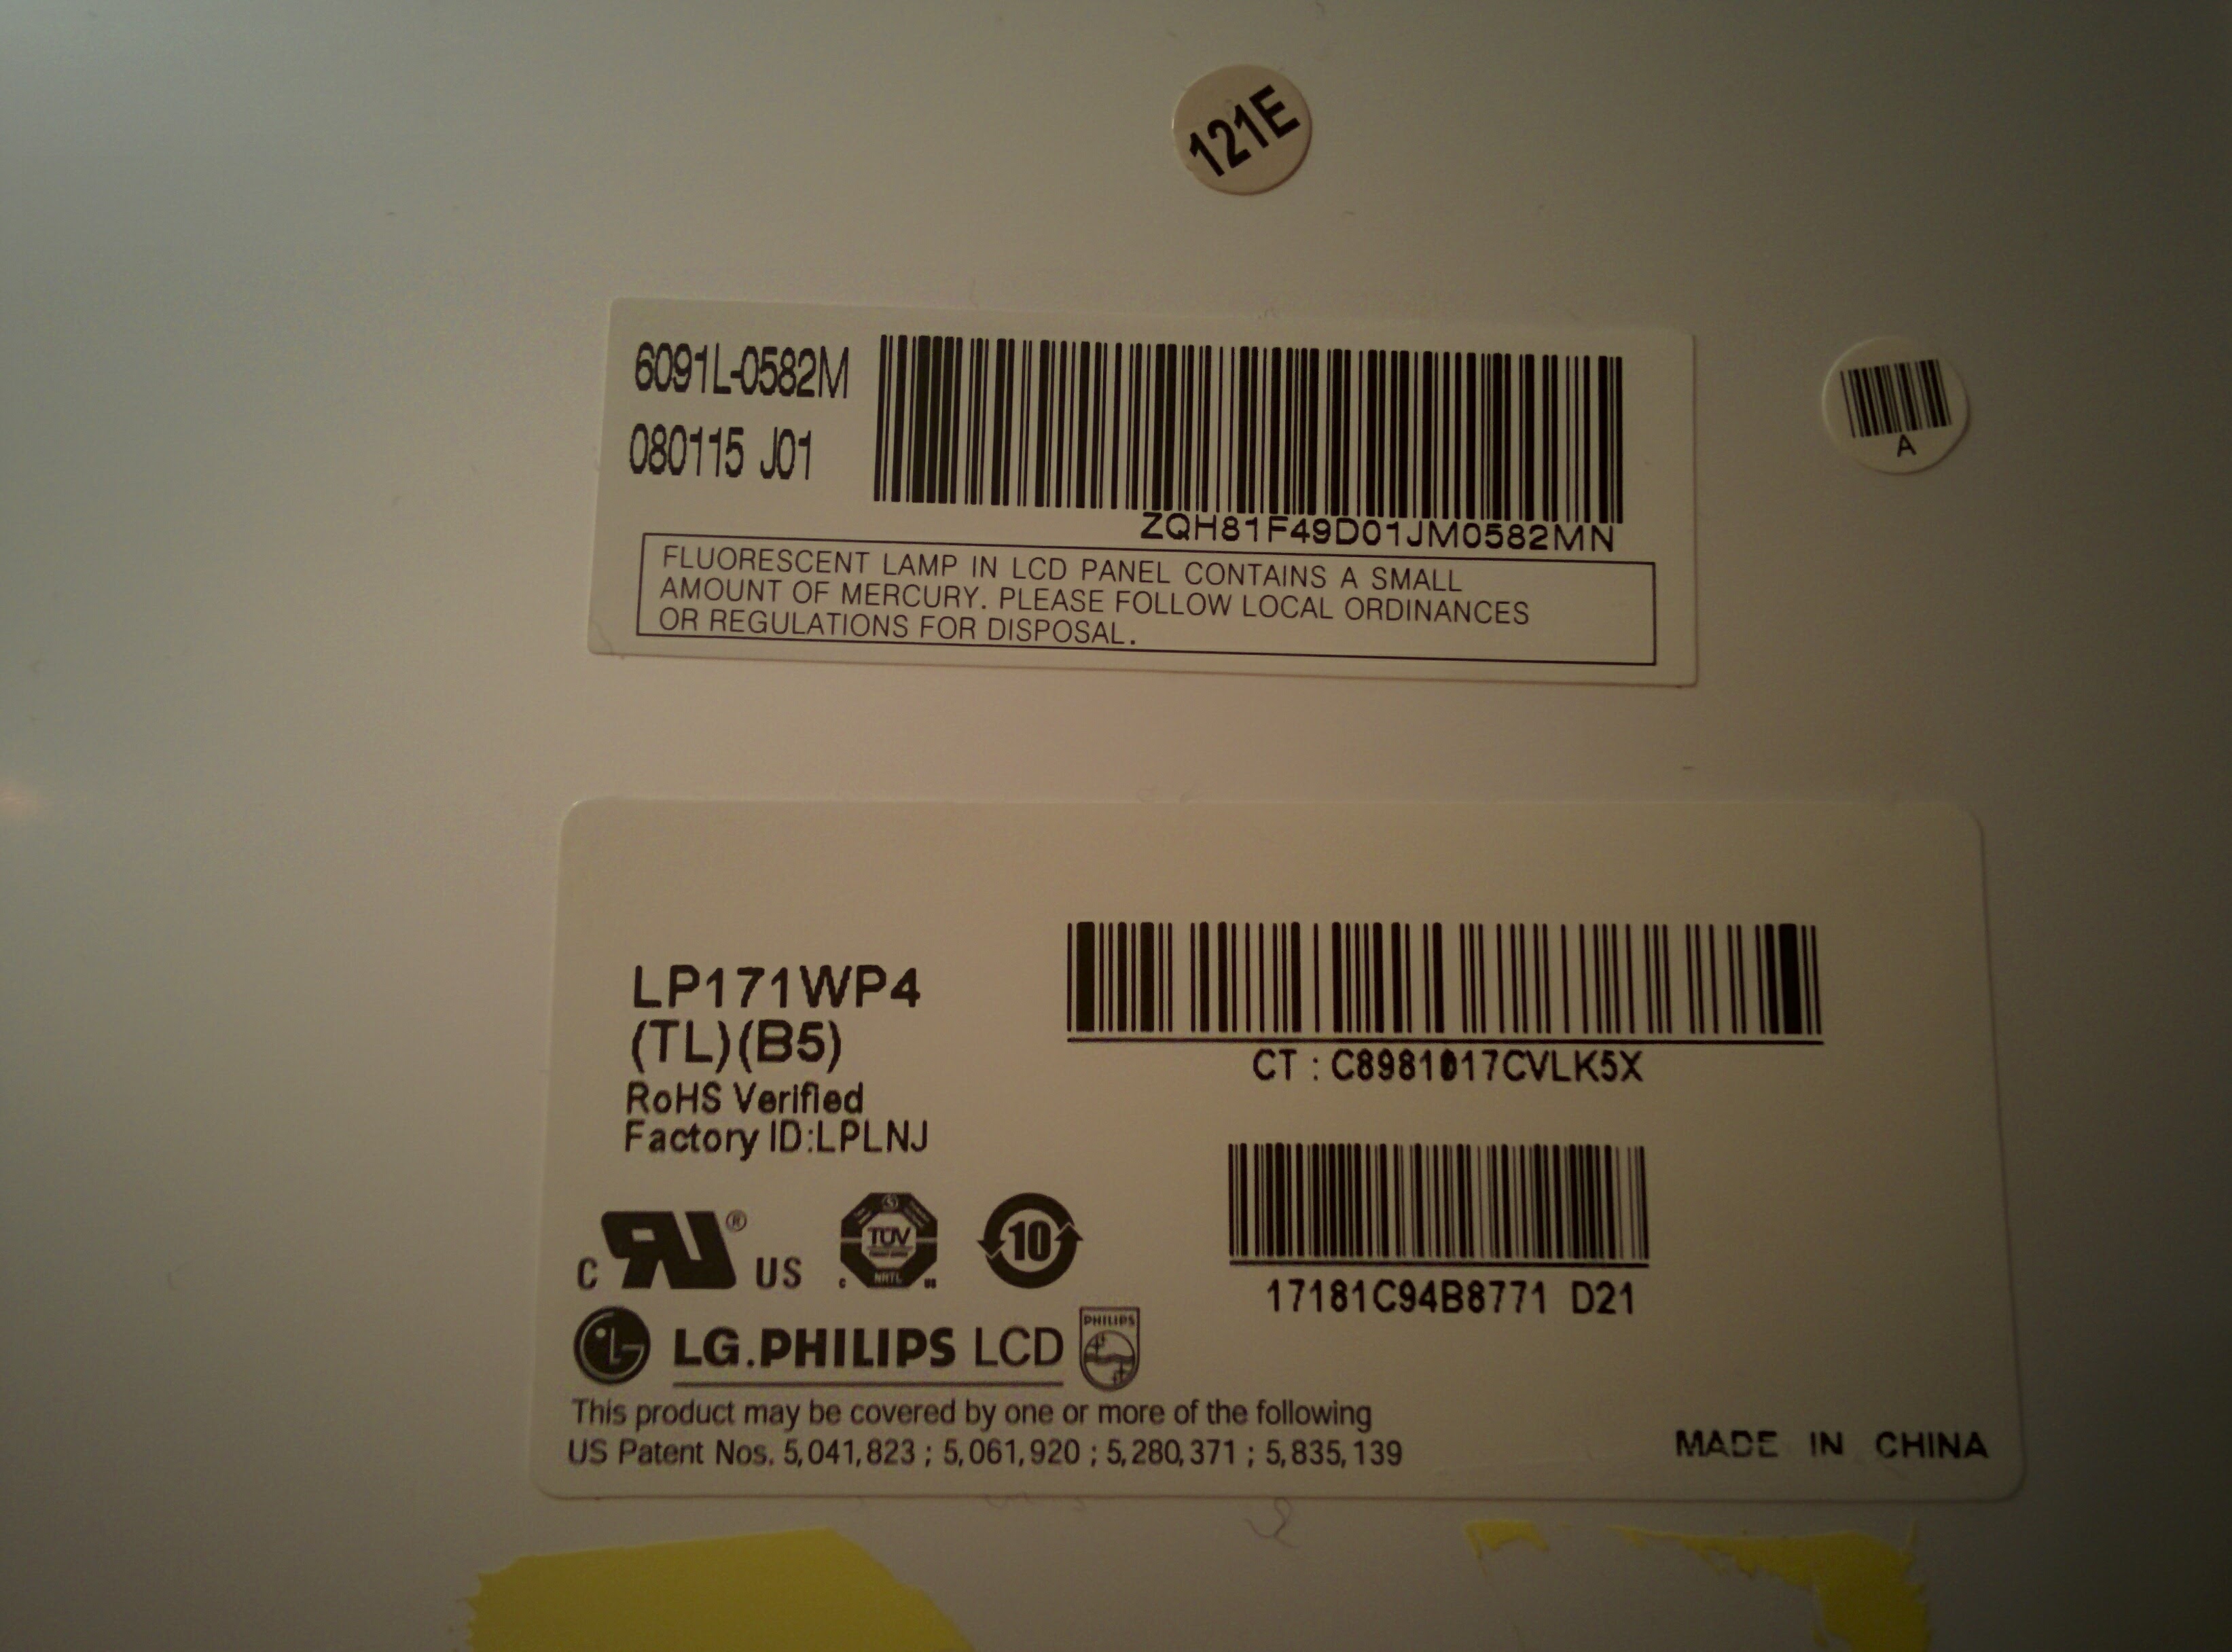 121E
6091L-0582M
080115 J01
ZQH81F49D01JM0582MN
A
FLUORESCENT LAMP IN LCD PANEL CONTAINS A SMALL
AMOUNT OF MERCURY. PLEASE FOLLOW LOCAL ORDINANCES
OR REGULATIONS FOR DISPOSAL.
LP171WP4
(TL)(B5)
RoHS Verified
Factory ID:LPLNJ
CT : C8981017CVLK5X
C RU ® US
TÜV
NRTL
C US
10
17181C94B8771 D21
LG.PHILIPS LCD
PHILIPS
This product may be covered by one or more of the following
US Patent Nos. 5,041,823 ; 5,061,920 ; 5,280,371 ; 5,835,139
MADE IN CHINA